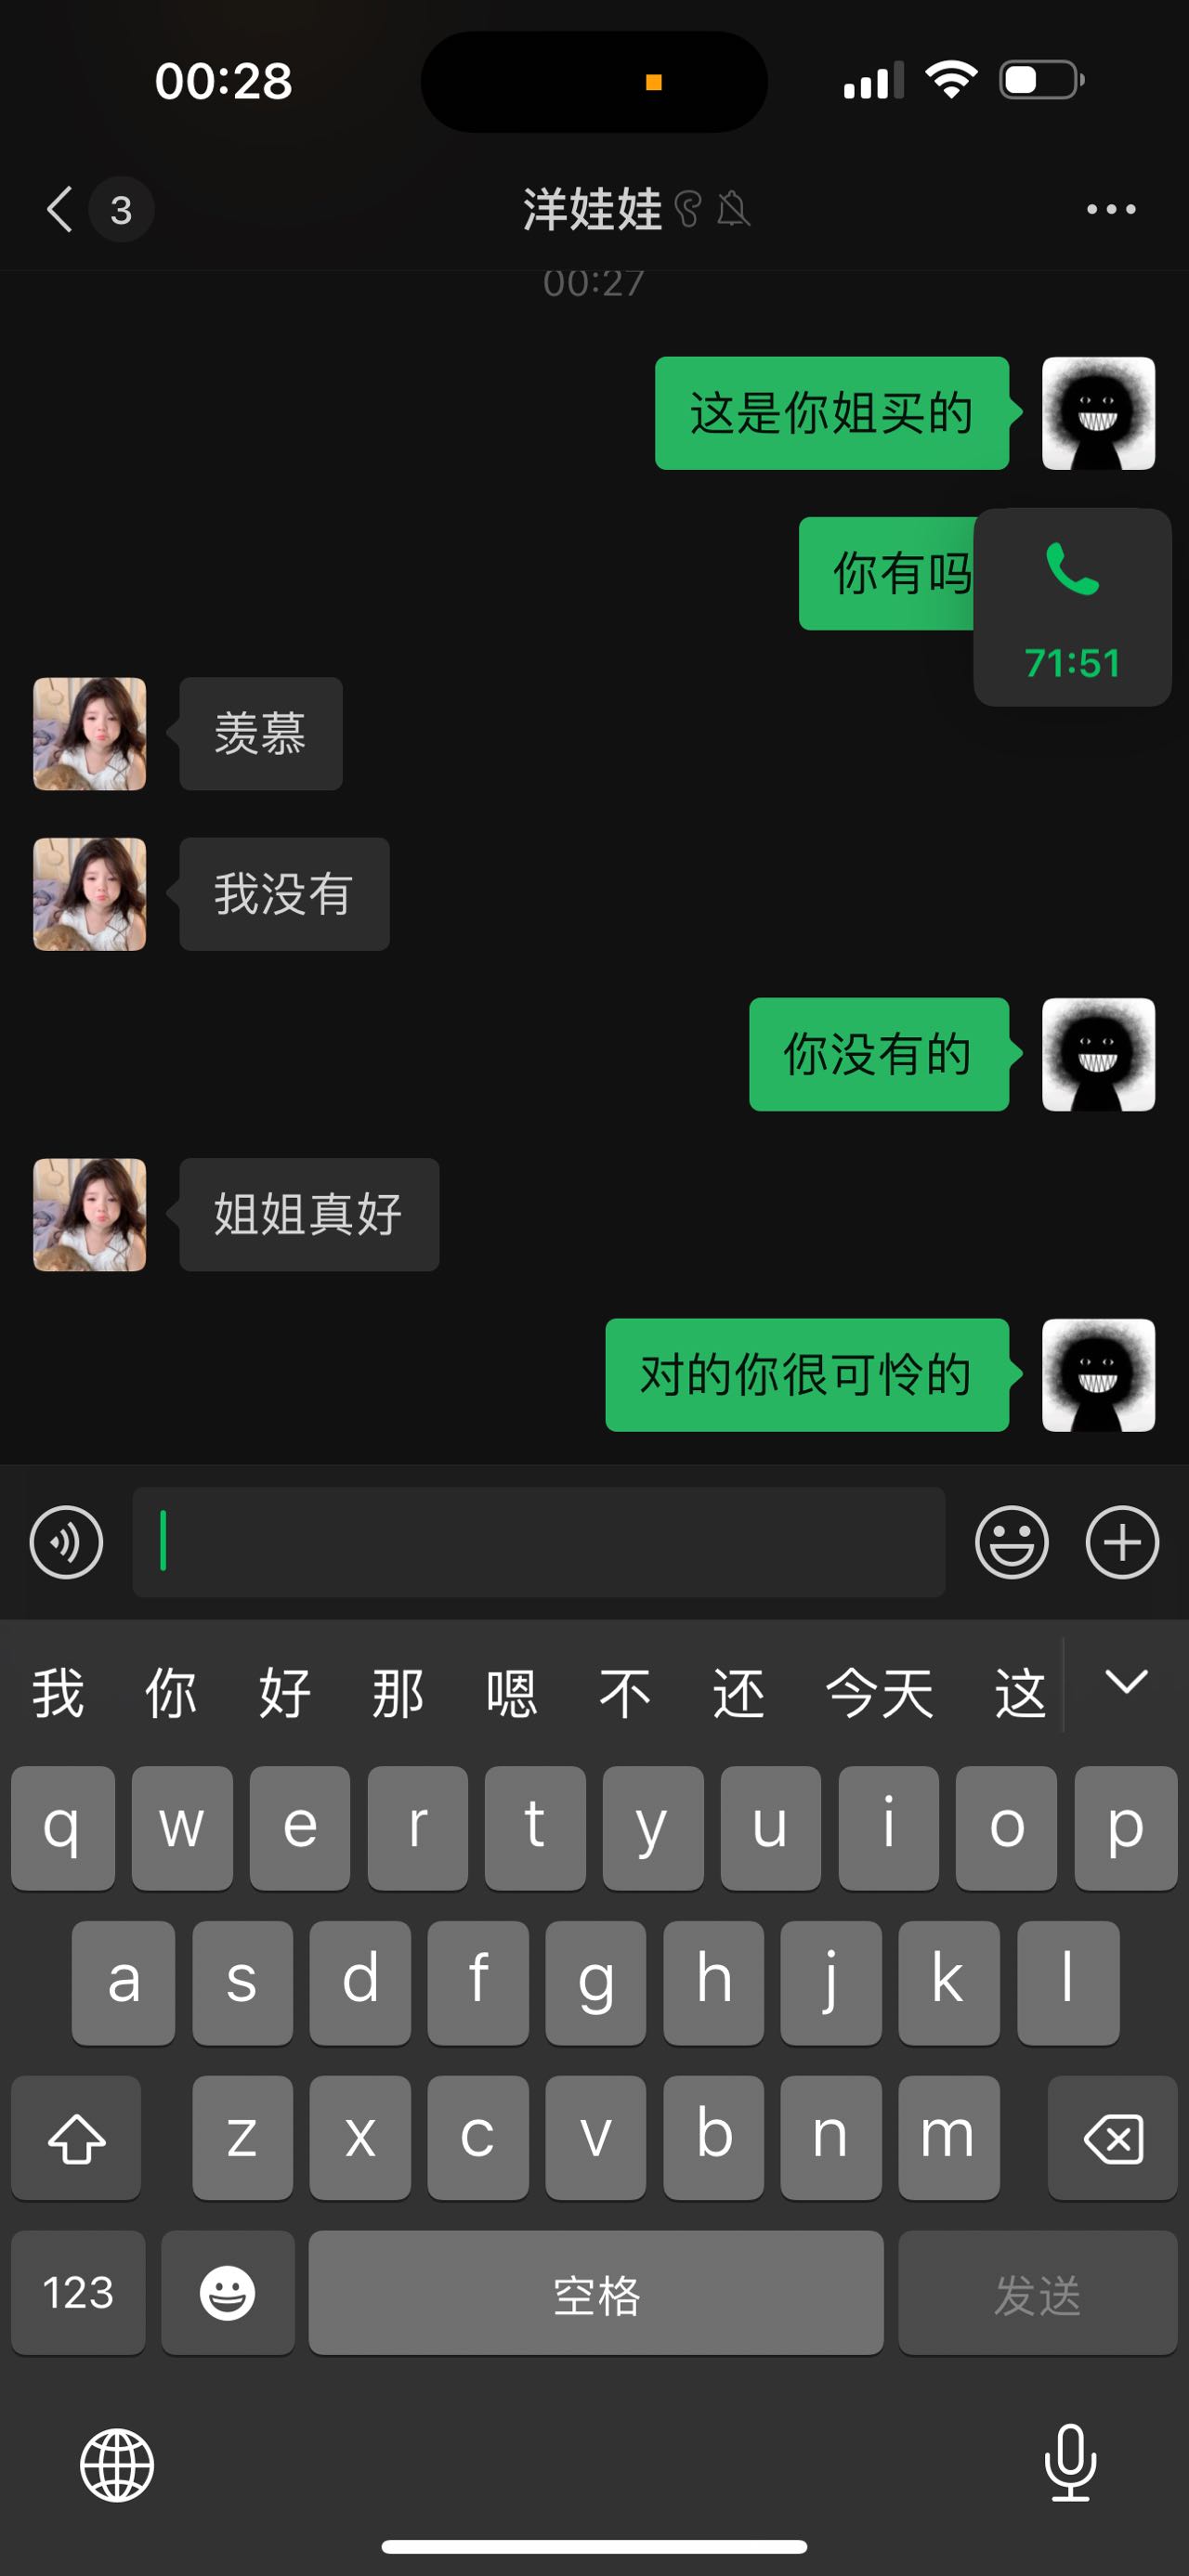 00:28
3
洋娃娃
00:27
这是你姐买的
你有吗
71:51
羡慕
我没有
你没有的
姐姐真好
对的你很可怜的
我 你 好 那 嗯 不 还 今天 这
q w e r t y u i o p
a s d f g h j k l
z x c v b n m
123 空格 发送